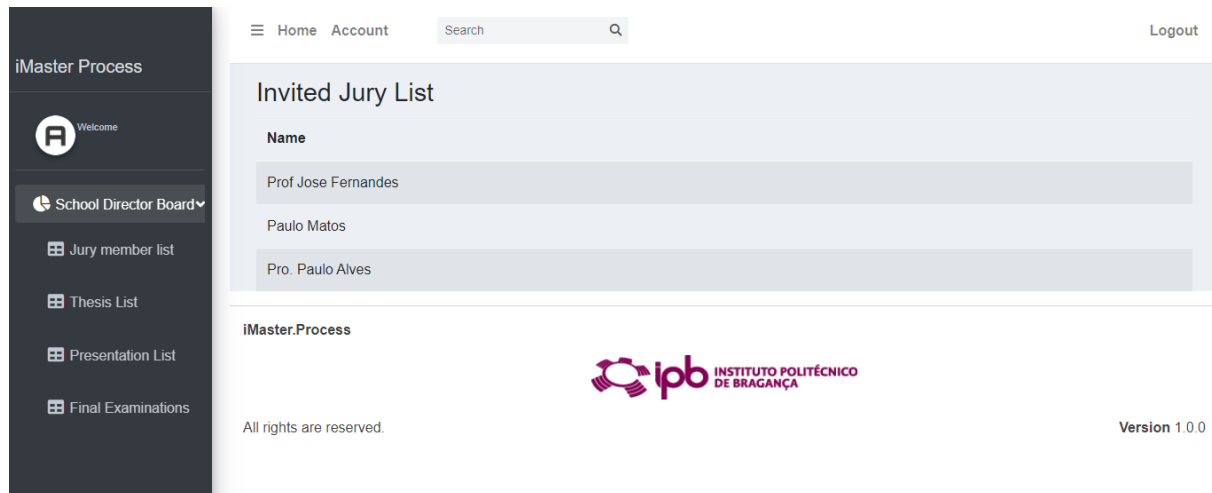 iMaster Process
Welcome
School Director Board
Jury member list
Thesis List
Presentation List
Final Examinations
Home Account Search Logout
Invited Jury List
Name
Prof Jose Fernandes
Paulo Matos
Pro. Paulo Alves
iMaster.Process
ipb INSTITUTO POLITÉCNICO
DE BRAGANÇA
All rights are reserved. Version 1.0.0